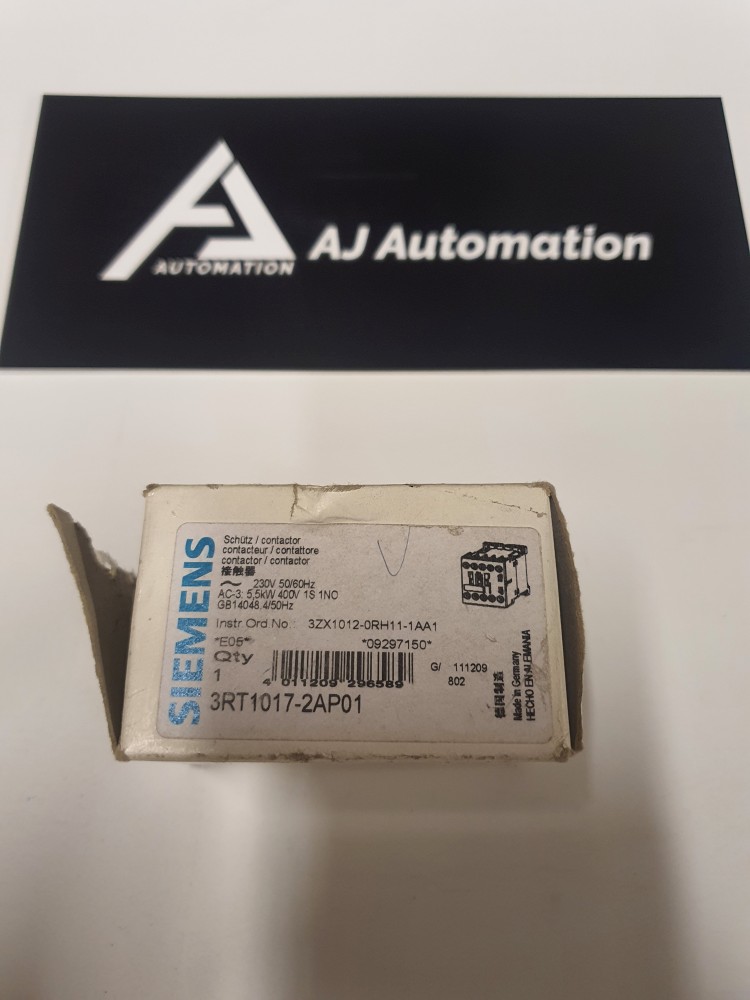 AUTOMATION
AJ Automation
SIEMENS
Schütz / contactor
contacteur / contattore
contactor / contactor
接触器
~ 230V 50/60Hz
AC-3: 5,5kW 400V 1S 1NO
GB14048.4/50Hz
Instr.Ord.No.: 3ZX1012-0RH11-1AA1
*E05* *09297150*
Qty
1
4 011209 296589
G/ 111209
802
3RT1017-2AP01
德国制造
Made in Germany
HECHO EN ALEMANIA